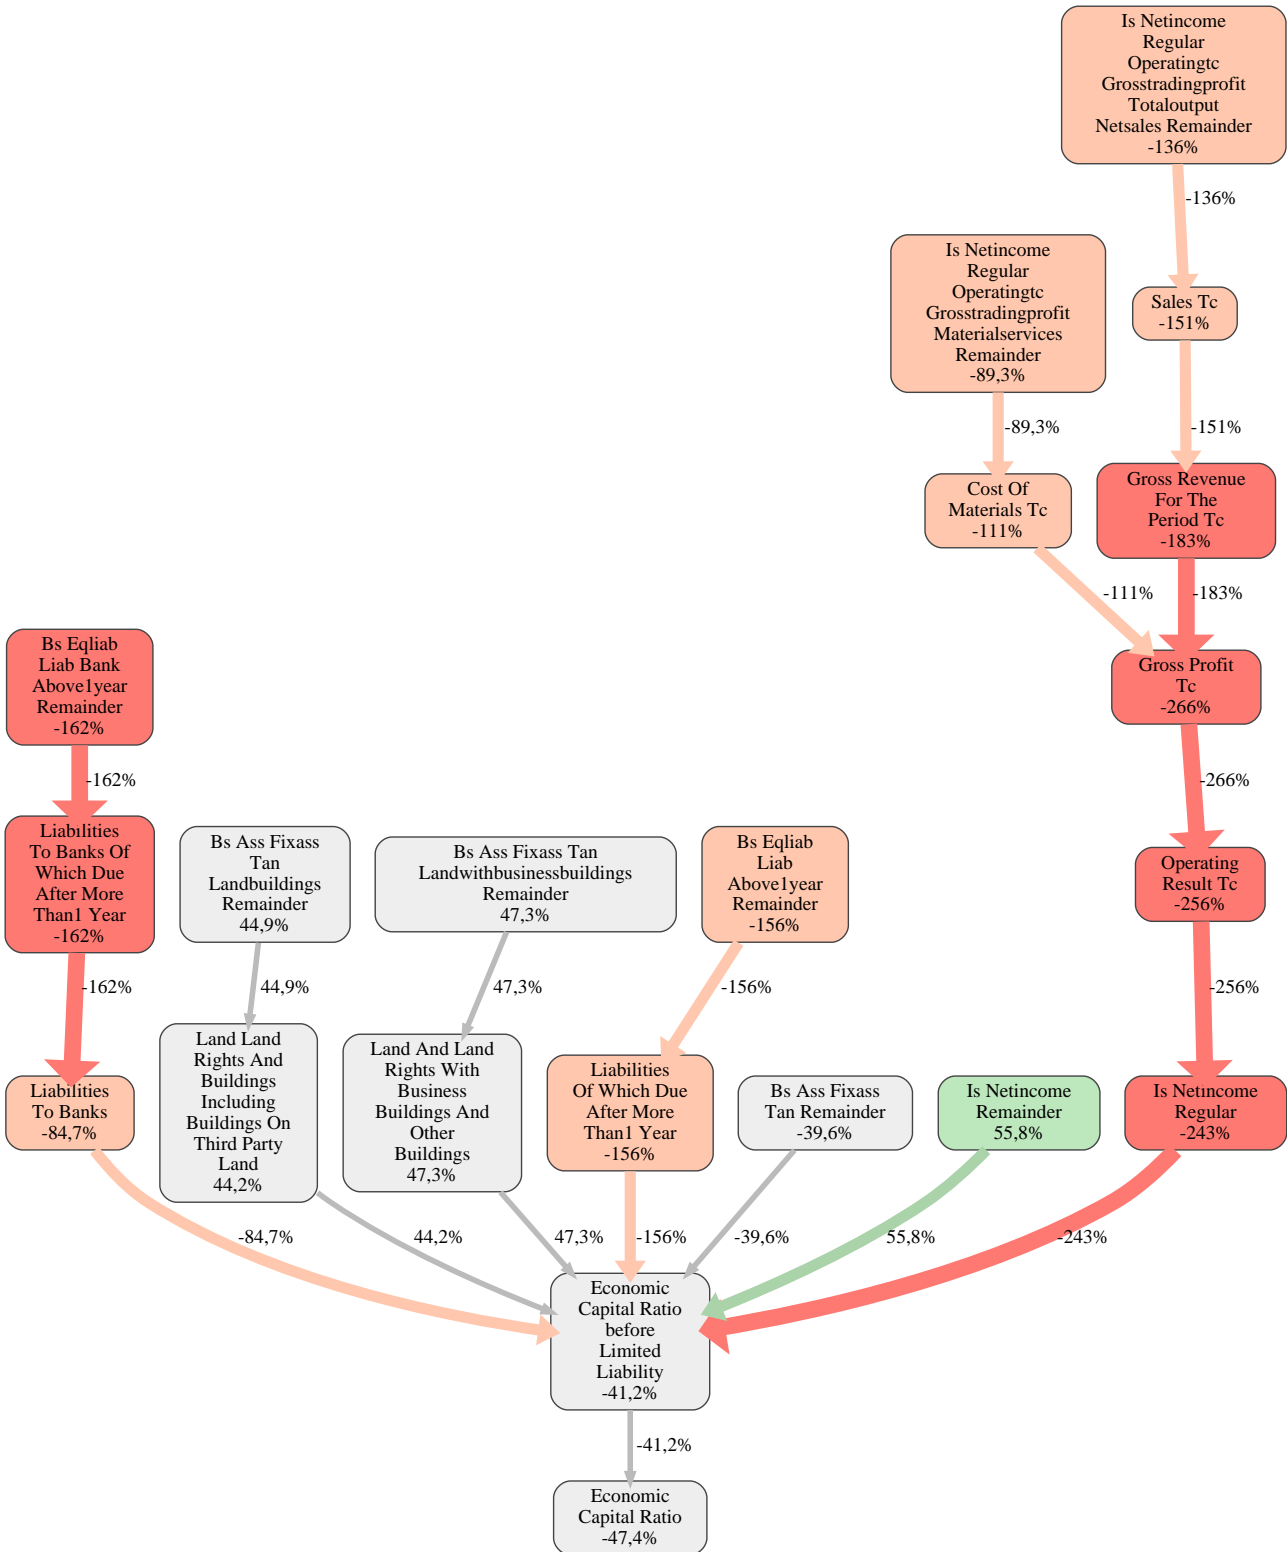 Is Netincome
Regular
Operatingtc
Grosstradingprofit
Totaloutput
Netsales Remainder
-136%
-136%
Is Netincome
Regular
Operatingtc
Grosstradingprofit
Materialservices
Remainder
-89,3%
Sales Tc
-151%
-89,3%
-151%
Cost Of
Materials Tc
-111%
Gross Revenue
For The
Period Tc
-183%
-111%
-183%
Bs Eqliab
Liab Bank
Above1year
Remainder
-162%
Gross Profit
Tc
-266%
-162%
-266%
Liabilities
To Banks Of
Which Due
After More
Than1 Year
-162%
Bs Ass Fixass
Tan
Landbuildings
Remainder
44,9%
Bs Ass Fixass Tan
Landwithbusinessbuildings
Remainder
47,3%
Bs Eqliab
Liab
Above1year
Remainder
-156%
Operating
Result Tc
-256%
-162%
44,9%
47,3%
-156%
-256%
Liabilities
To Banks
-84,7%
Land Land
Rights And
Buildings
Including
Buildings On
Third Party
Land
44,2%
Land And Land
Rights With
Business
Buildings And
Other
Buildings
47,3%
Liabilities
Of Which Due
After More
Than1 Year
-156%
Bs Ass Fixass
Tan Remainder
-39,6%
Is Netincome
Remainder
55,8%
Is Netincome
Regular
-243%
-84,7%
44,2%
47,3%
-156%
-39,6%
55,8%
-243%
Economic
Capital Ratio
before
Limited
Liability
-41,2%
-41,2%
Economic
Capital Ratio
-47,4%